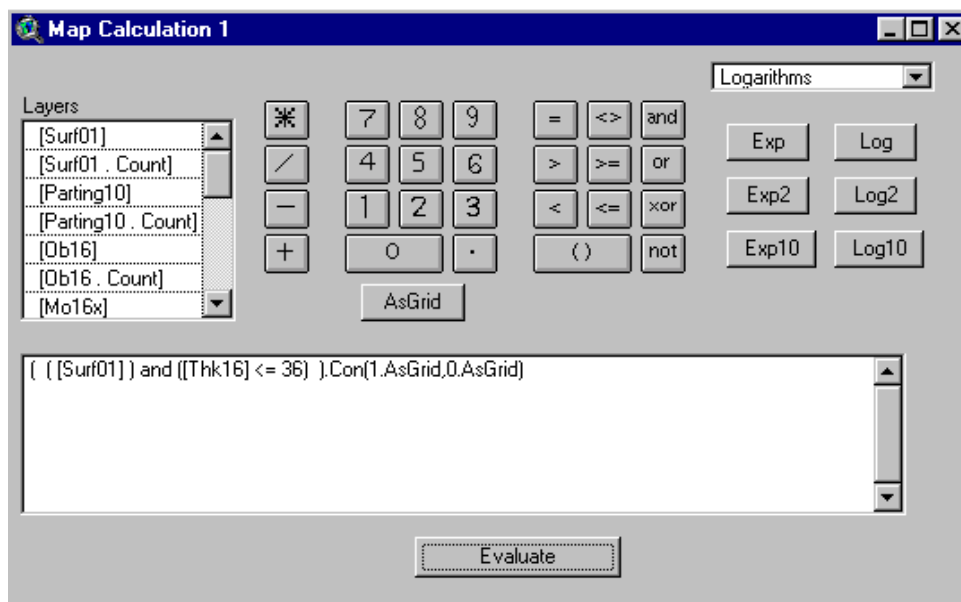 Map Calculation 1
Logarithms
Layers
[Surf01]
[Surf01 . Count]
[Parting10]
[Parting10 . Count]
[Ob16]
[Ob16 . Count]
[Mo16x]
* 7 8 9 = <> and
/ 4 5 6 > >= or
- 1 2 3 < <= xor
+ 0 . ( ) not
AsGrid
Exp Log
Exp2 Log2
Exp10 Log10
( ( [Surf01] ) and ([Thk16] <= 36) ).Con(1.AsGrid,0.AsGrid)
Evaluate